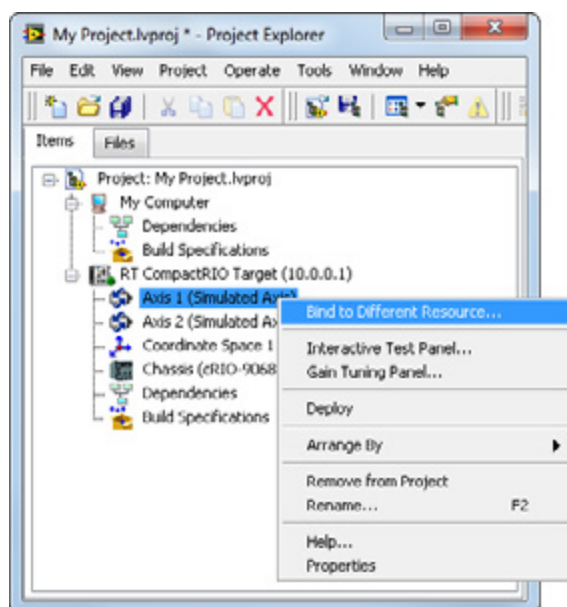 My Project.lvproj * - Project Explorer
File Edit View Project Operate Tools Window Help
Items Files
Project: My Project.lvproj
My Computer
Dependencies
Build Specifications
RT CompactRIO Target (10.0.0.1)
Axis 1 (Simulated Axis)
Axis 2 (Simulated Ax
Coordinate Space 1
Chassis (cRIO-9068
Dependencies
Build Specifications
Bind to Different Resource...
Interactive Test Panel...
Gain Tuning Panel...
Deploy
Arrange By
Remove from Project
Rename... F2
Help...
Properties